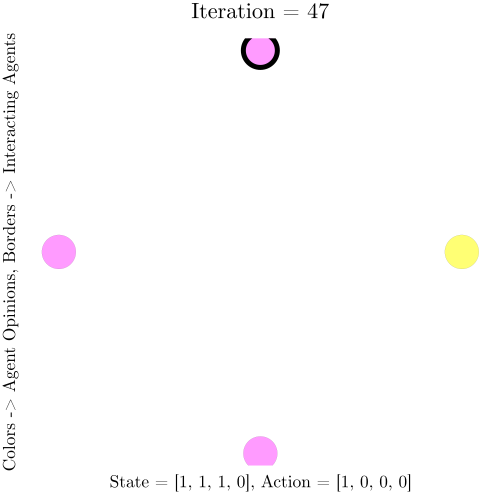 Iteration = 47
Colors -> Agent Opinions, Borders -> Interacting Agents
State = [1, 1, 1, 0], Action = [1, 0, 0, 0]